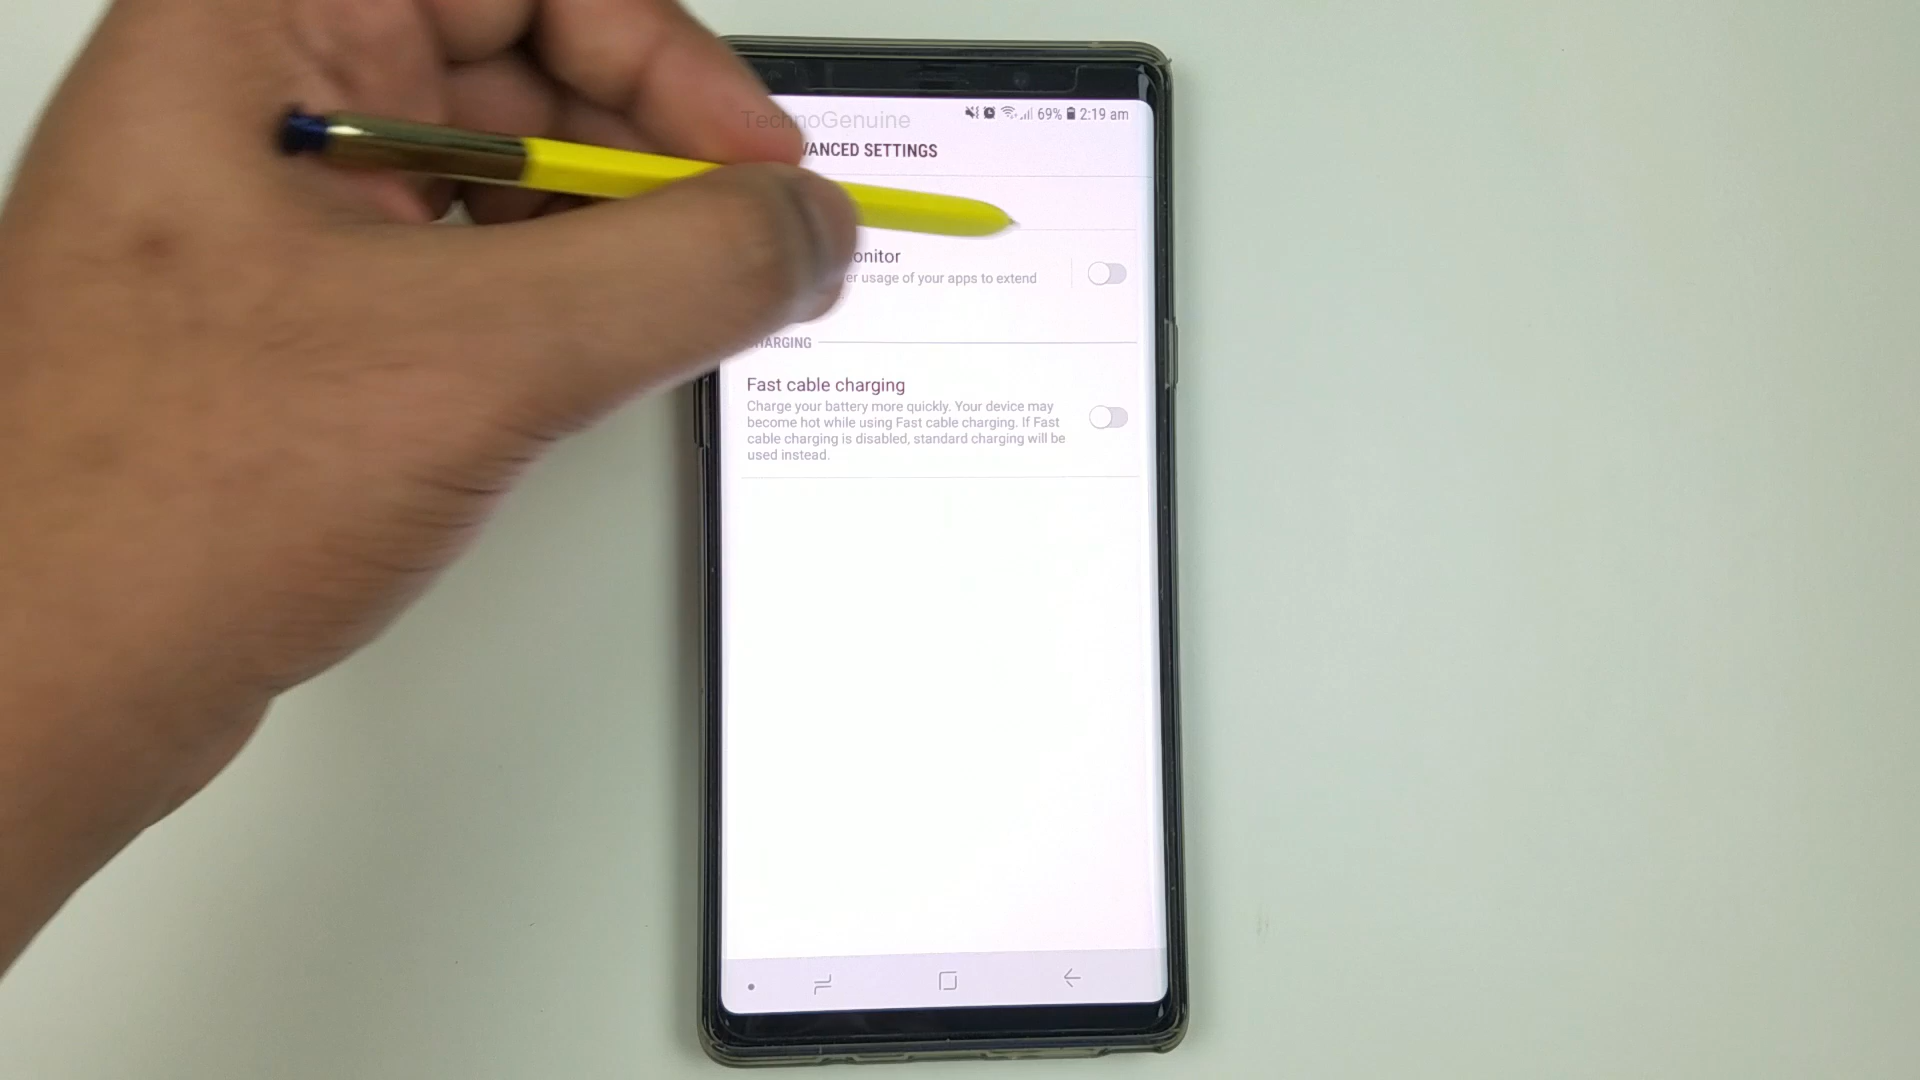 TechnoGenuine
69% 2:19 am
VANCED SETTINGS
onitor
er usage of your apps to extend
HARGING
Fast cable charging
Charge your battery more quickly. Your device may
become hot while using Fast cable charging. If Fast
cable charging is disabled, standard charging will be
used instead.